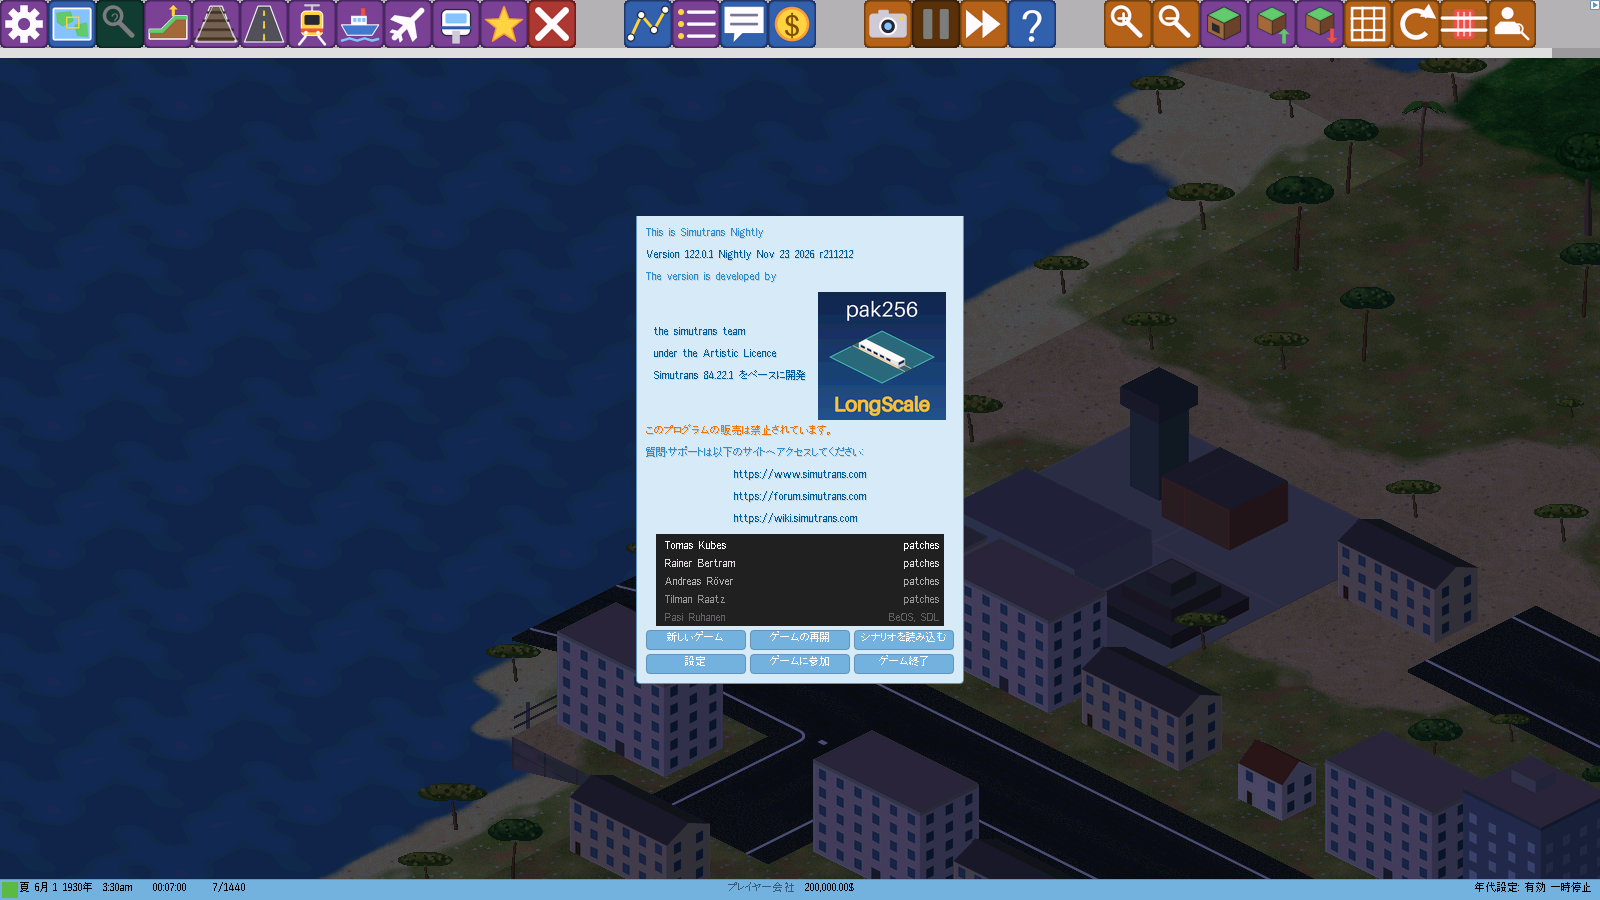 This is Simutrans Nightly
Version 122.0.1 Nightly Nov 23 2026 r211212
The version is developed by
pak256
LongScale
the simutrans team
under the Artistic Licence
Simutrans 84.22.1 をベースに開発
このプログラムの販売は禁止されています。
質問・サポートは以下のサイトへアクセスしてください:
https://www.simutrans.com
https://forum.simutrans.com
https://wiki.simutrans.com
Tomas Kubes patches
Rainer Bertram patches
Andreas Röver patches
Tilman Raatz patches
Pasi Ruhanen BeOS, SDL
新しいゲーム ゲームの再開 シナリオを読み込む
設定 ゲームに参加 ゲーム終了
夏 6月 1 1930年 3:30am 00:07:00 7/1440 プレイヤー会社 200,000.00$ 年代設定: 有効 一時停止